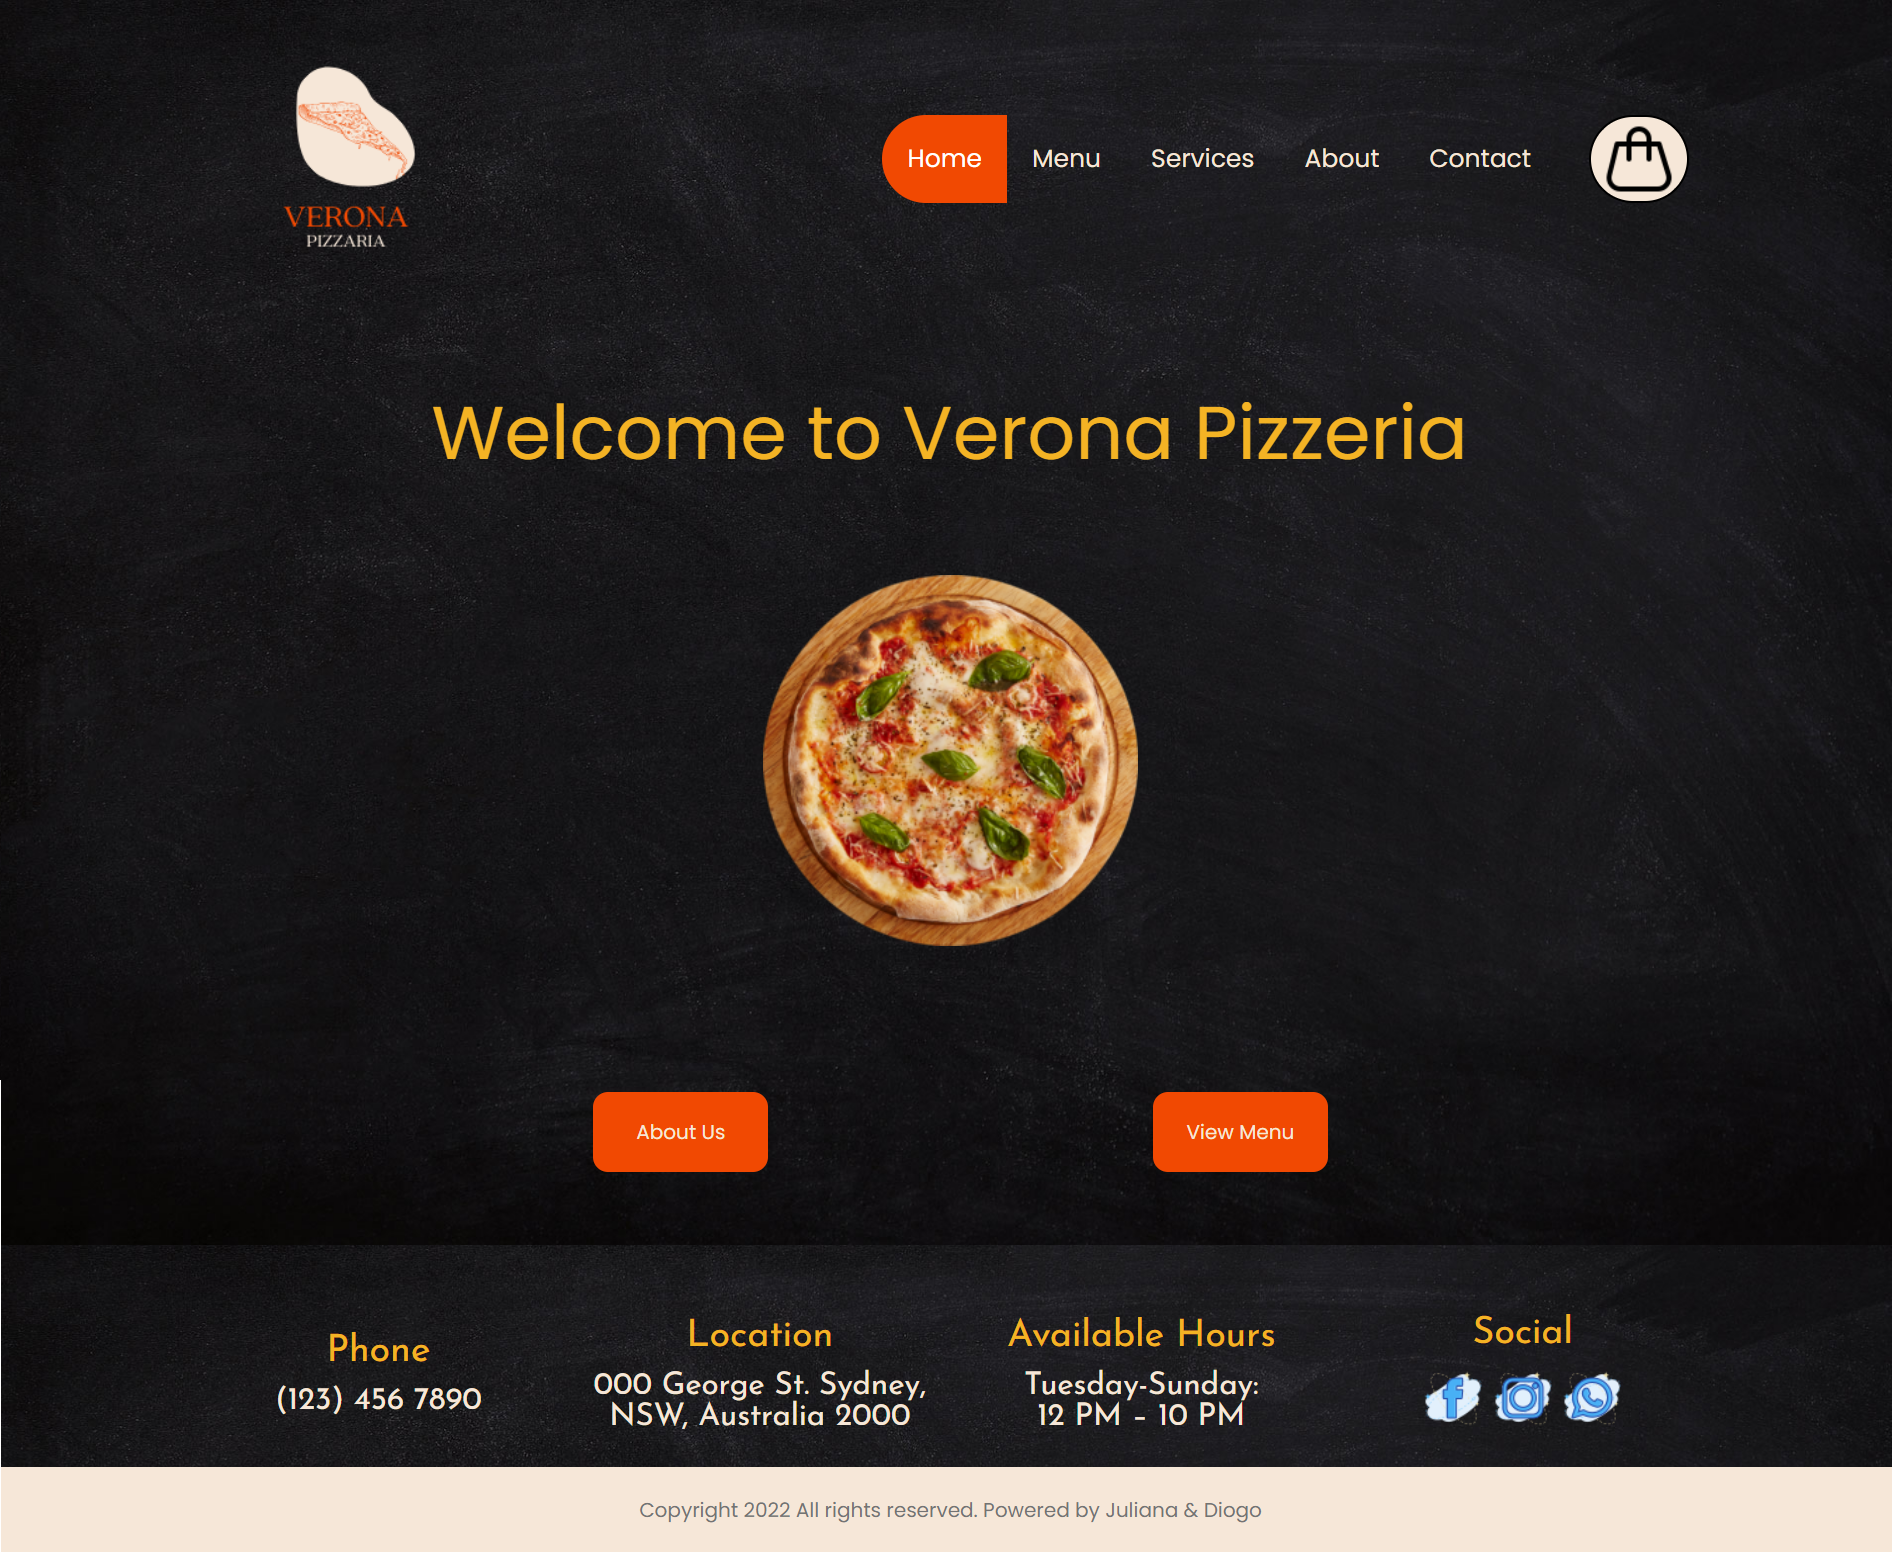 VERONA
PIZZARIA
Home Menu Services About Contact
Welcome to Verona Pizzeria
About Us View Menu
Phone
(123) 456 7890
Location
000 George St. Sydney,
NSW, Australia 2000
Available Hours
Tuesday-Sunday:
12 PM – 10 PM
Social
Copyright 2022 All rights reserved. Powered by Juliana & Diogo